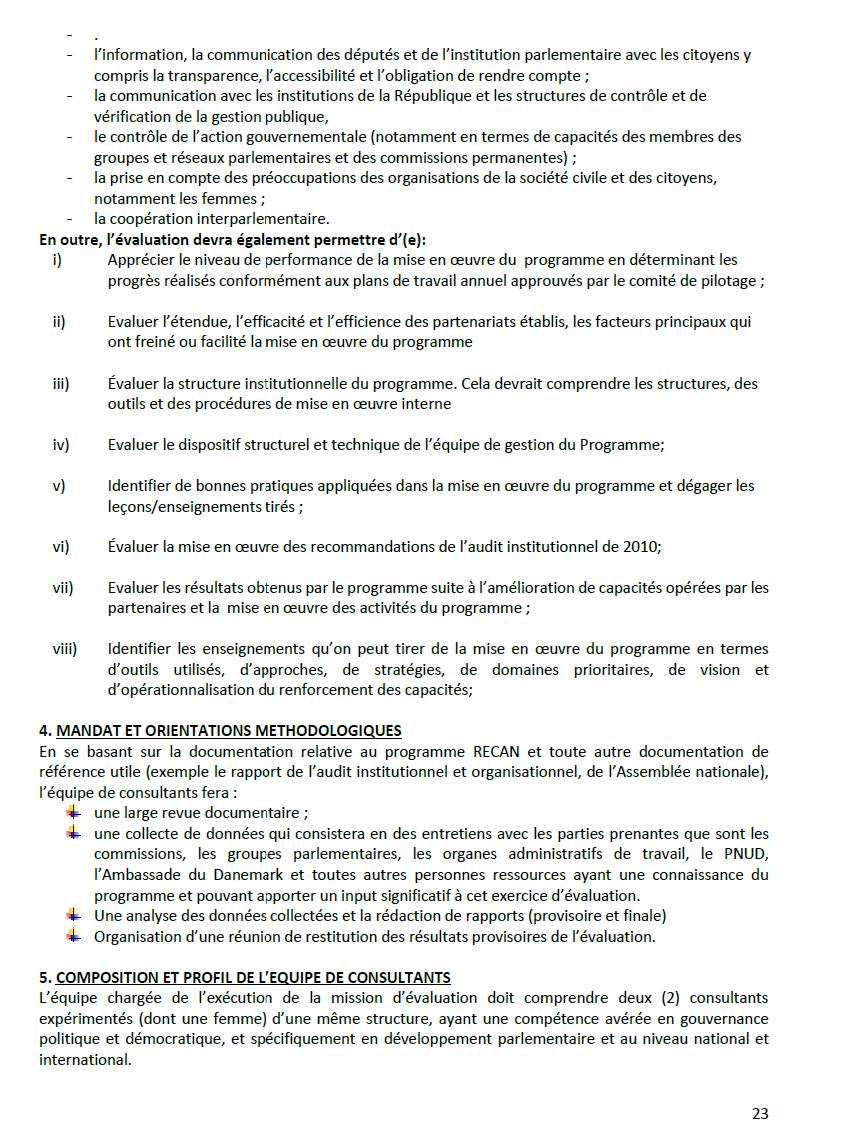 - .
- l’information, la communication des députés et de l’institution parlementaire avec les citoyens y
compris la transparence, l’accessibilité et l’obligation de rendre compte ;
- la communication avec les institutions de la République et les structures de contrôle et de
vérification de la gestion publique,
- le contrôle de l’action gouvernementale (notamment en termes de capacités des membres des
groupes et réseaux parlementaires et des commissions permanentes) ;
- la prise en compte des préoccupations des organisations de la société civile et des citoyens,
notamment les femmes ;
- la coopération interparlementaire.
En outre, l’évaluation devra également permettre d’(e):
i) Apprécier le niveau de performance de la mise en œuvre du programme en déterminant les
progrès réalisés conformément aux plans de travail annuel approuvés par le comité de pilotage ;
ii) Evaluer l’étendue, l’efficacité et l’efficience des partenariats établis, les facteurs principaux qui
ont freiné ou facilité la mise en œuvre du programme
iii) Évaluer la structure institutionnelle du programme. Cela devrait comprendre les structures, des
outils et des procédures de mise en œuvre interne
iv) Evaluer le dispositif structurel et technique de l’équipe de gestion du Programme;
v) Identifier de bonnes pratiques appliquées dans la mise en œuvre du programme et dégager les
leçons/enseignements tirés ;
vi) Évaluer la mise en œuvre des recommandations de l’audit institutionnel de 2010;
vii) Evaluer les résultats obtenus par le programme suite à l’amélioration de capacités opérées par les
partenaires et la mise en œuvre des activités du programme ;
viii) Identifier les enseignements qu’on peut tirer de la mise en œuvre du programme en termes
d’outils utilisés, d’approches, de stratégies, de domaines prioritaires, de vision et
d’opérationnalisation du renforcement des capacités;
4. MANDAT ET ORIENTATIONS METHODOLOGIQUES
En se basant sur la documentation relative au programme RECAN et toute autre documentation de
référence utile (exemple le rapport de l’audit institutionnel et organisationnel, de l’Assemblée nationale),
l’équipe de consultants fera :
une large revue documentaire ;
une collecte de données qui consistera en des entretiens avec les parties prenantes que sont les
commissions, les groupes parlementaires, les organes administratifs de travail, le PNUD,
l’Ambassade du Danemark et toutes autres personnes ressources ayant une connaissance du
programme et pouvant apporter un input significatif à cet exercice d’évaluation.
Une analyse des données collectées et la rédaction de rapports (provisoire et finale)
Organisation d’une réunion de restitution des résultats provisoires de l’évaluation.
5. COMPOSITION ET PROFIL DE L’EQUIPE DE CONSULTANTS
L’équipe chargée de l’exécution de la mission d’évaluation doit comprendre deux (2) consultants
expérimentés (dont une femme) d’une même structure, ayant une compétence avérée en gouvernance
politique et démocratique, et spécifiquement en développement parlementaire et au niveau national et
international.
23